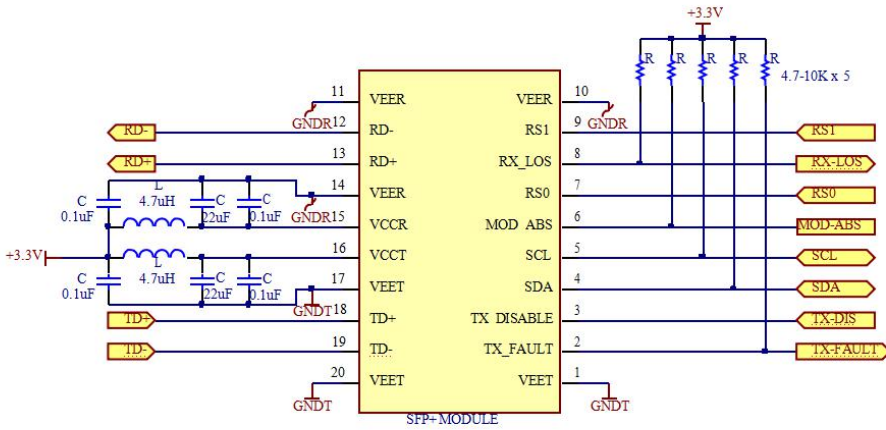 +3.3V
R R R R R
4.7-10K x 5
11 VEER VEER 10
GNDR GNDR
RD- 12 RD- RS1 9 RS1
RD+ 13 RD+ RX_LOS 8 RX-LOS
L
C 4.7uH C C
0.1uF 22uF 0.1uF
14 VEER RS0 7 RS0
GNDR
15 VCCR MOD ABS 6 MOD-ABS
+3.3V 16 VCCT SCL 5 SCL
L
C 4.7uH C C
0.1uF 22uF 0.1uF
17 VEET SDA 4 SDA
GNDT
TD+ 18 TD+ TX DISABLE 3 TX-DIS
TD- 19 TD- TX_FAULT 2 TX-FAULT
20 VEET VEET 1
GNDT GNDT
SFP+ MODULE